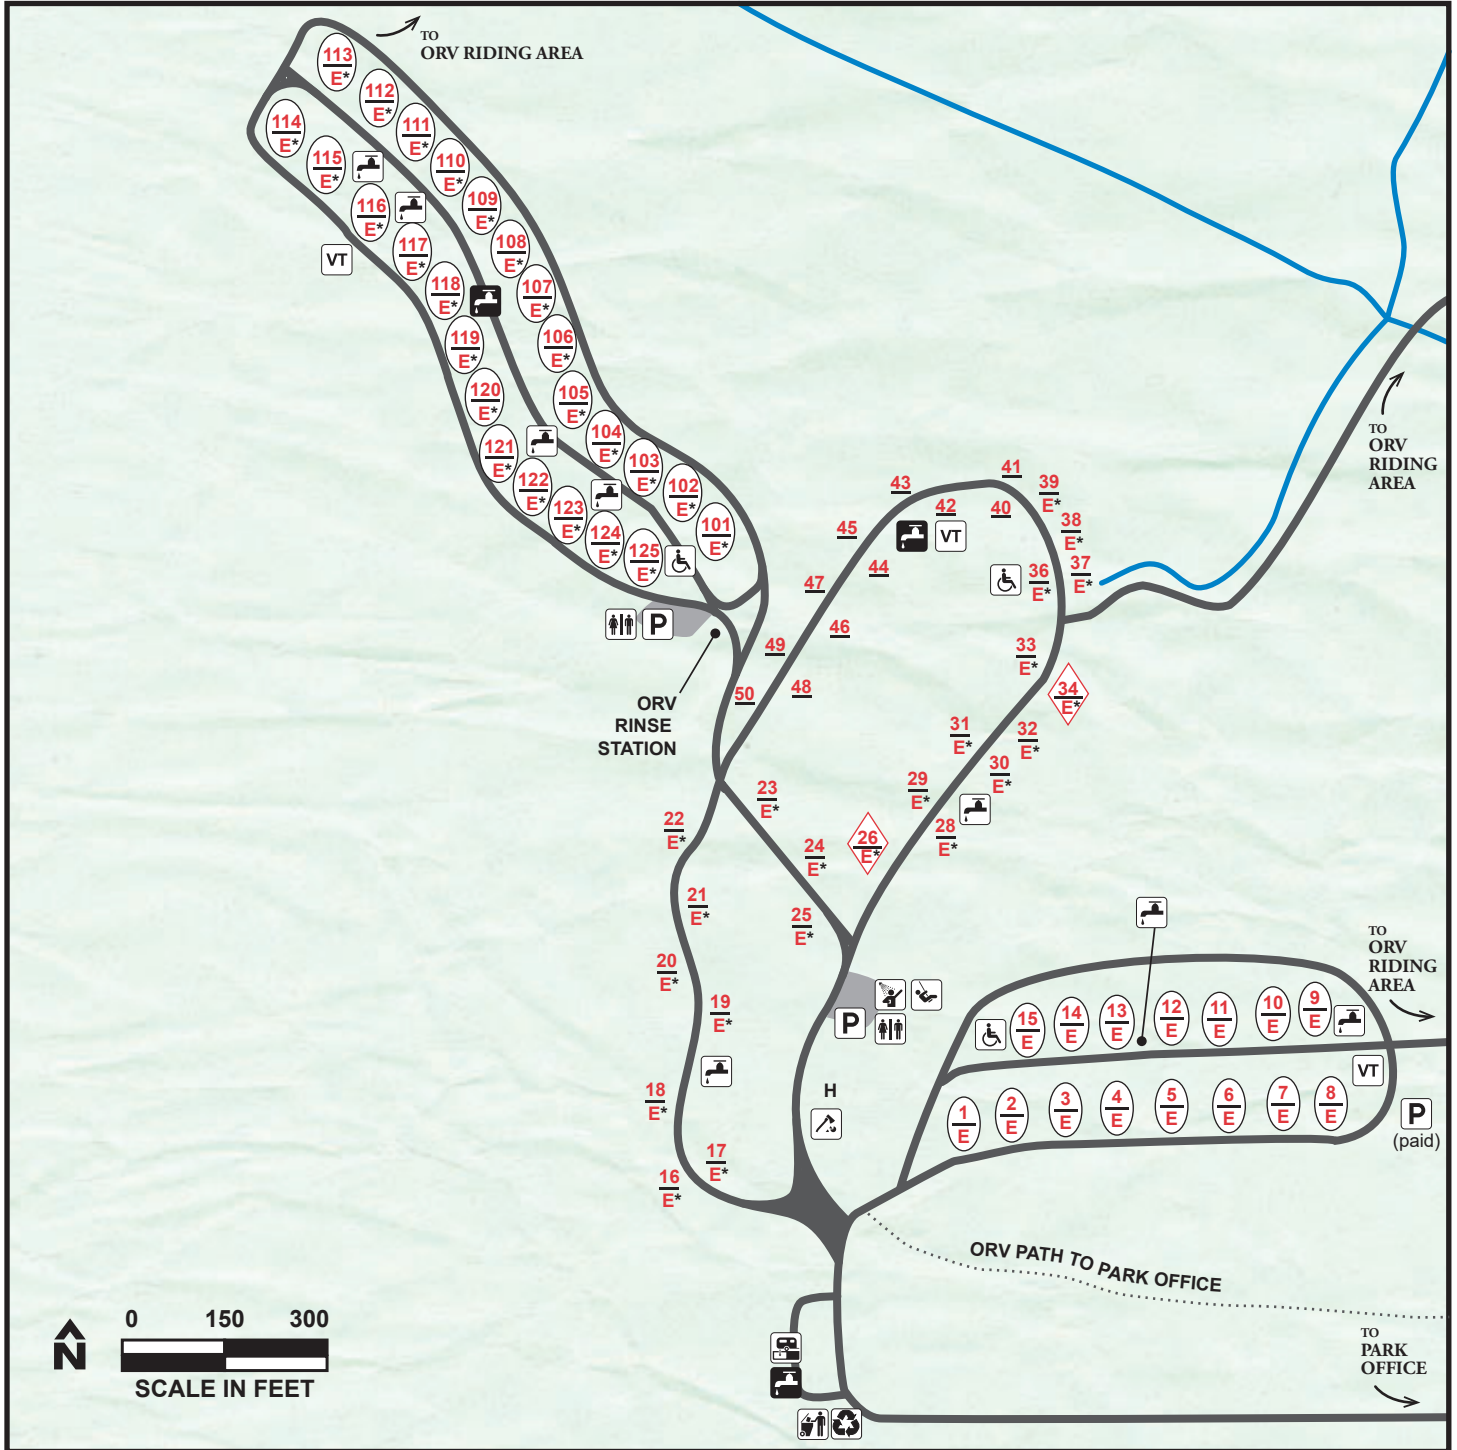 TO
ORV RIDING AREA
113
E*
112
E*
111
E*
110
E*
109
E*
108
E*
107
E*
106
E*
105
E*
104
E*
103
E*
102
E*
101
E*
114
E*
115
E*
116
E*
117
E*
118
E*
119
E*
120
E*
121
E*
122
E*
123
E*
124
E*
125
E*
VT
P
ORV
RINSE
STATION
TO
ORV
RIDING
AREA
41
43
42
40
39
E*
38
E*
37
E*
36
E*
45
44
VT
47
46
49
48
50
33
E*
34
E*
31
E*
32
E*
30
E*
29
E*
28
E*
26
E*
23
E*
24
E*
25
E*
22
E*
21
E*
20
E*
19
E*
18
E*
17
E*
16
E*
P
H
TO
ORV
RIDING
AREA
15
E
14
E
13
E
12
E
11
E
10
E
9
E
VT
1
E
2
E
3
E
4
E
5
E
6
E
7
E
8
E
P
(paid)
ORV PATH TO PARK OFFICE
TO
PARK
OFFICE
N
0 150 300
SCALE IN FEET